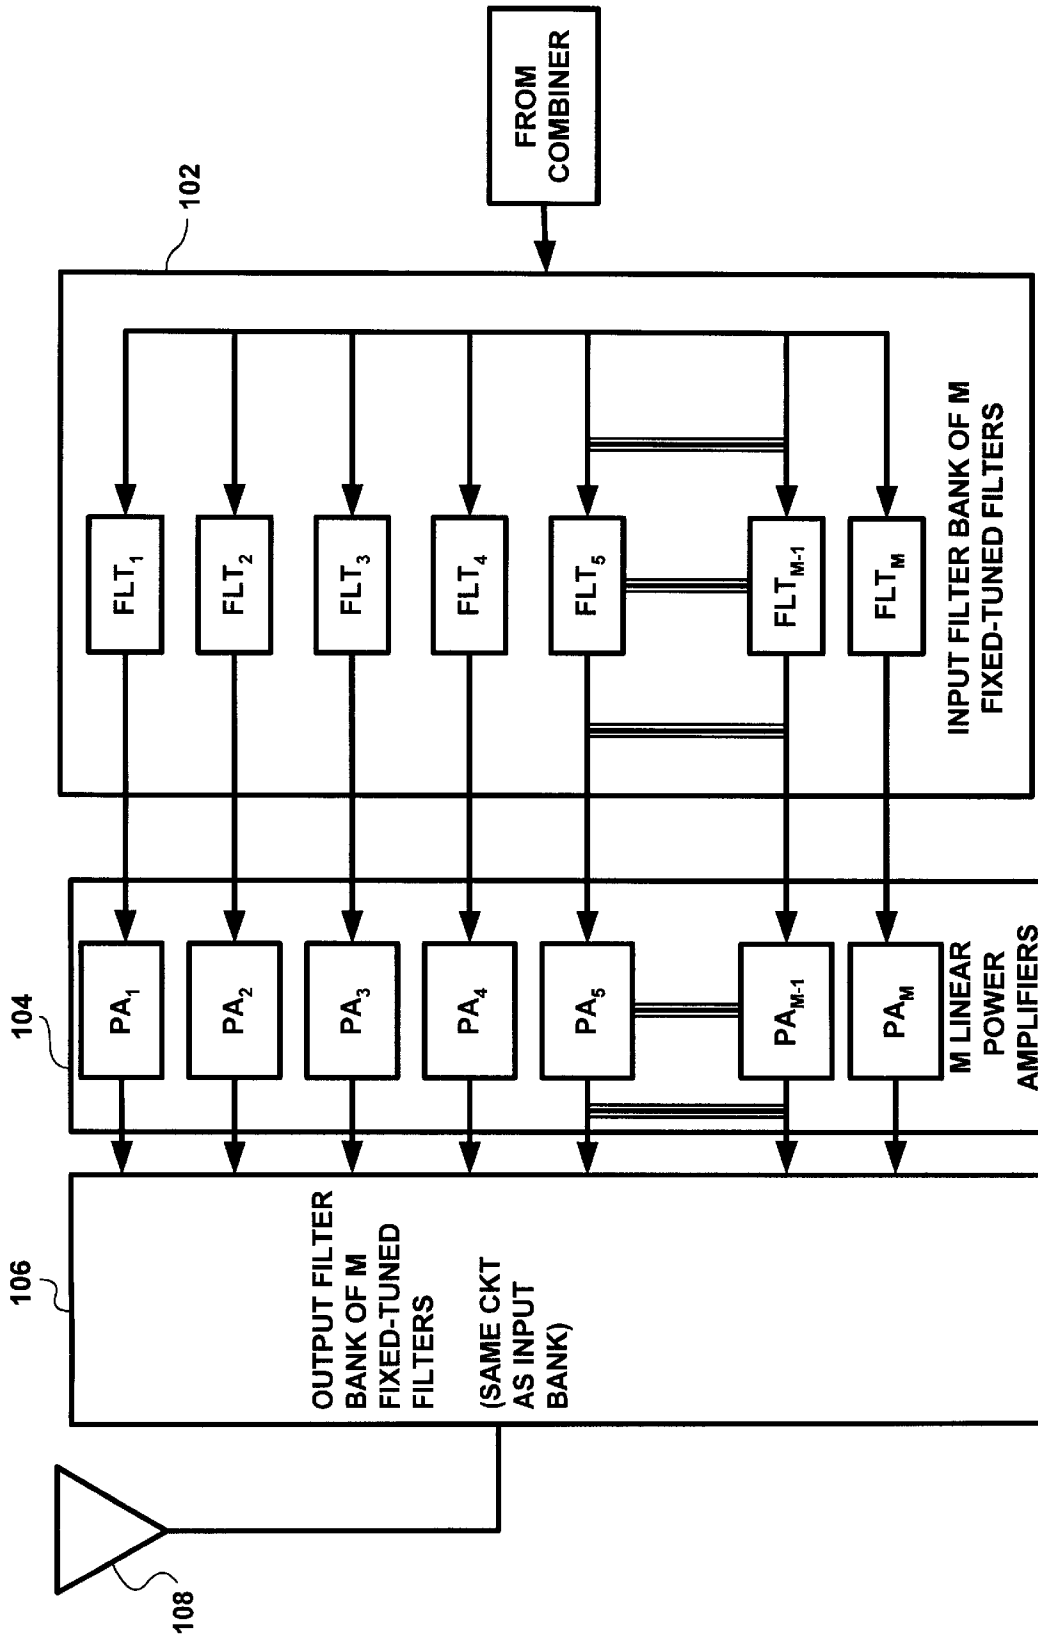 108
106
OUTPUT FILTER
BANK OF M
FIXED-TUNED
FILTERS
(SAME CKT
AS INPUT
BANK)
104
PA1
PA2
PA3
PA4
PA5
PAM-1
PAM
M LINEAR
POWER
AMPLIFIERS
102
FLT1
FLT2
FLT3
FLT4
FLT5
FLTM-1
FLTM
INPUT FILTER BANK OF M
FIXED-TUNED FILTERS
FROM
COMBINER